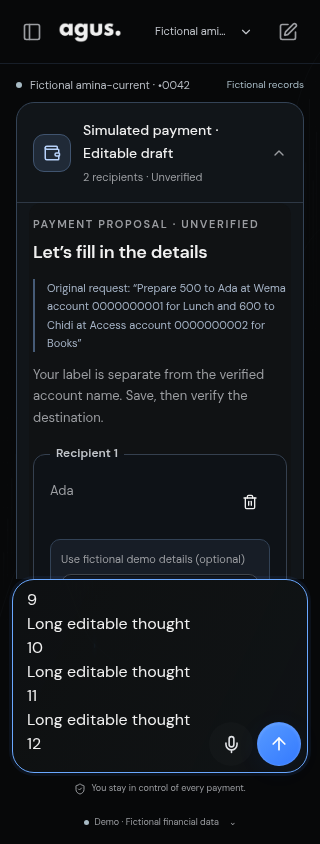 agus.
Fictional ami...
Fictional amina-current · •0042
Fictional records
Simulated payment ·
Editable draft
2 recipients · Unverified
PAYMENT PROPOSAL · UNVERIFIED
Let’s fill in the details
Original request: “Prepare 500 to Ada at Wema
account 0000000001 for Lunch and 600 to
Chidi at Access account 0000000002 for
Books”
Your label is separate from the verified
account name. Save, then verify the
destination.
Recipient 1
Ada
Use fictional demo details (optional)
9
Long editable thought
10
Long editable thought
11
Long editable thought
12
You stay in control of every payment.
Demo · Fictional financial data